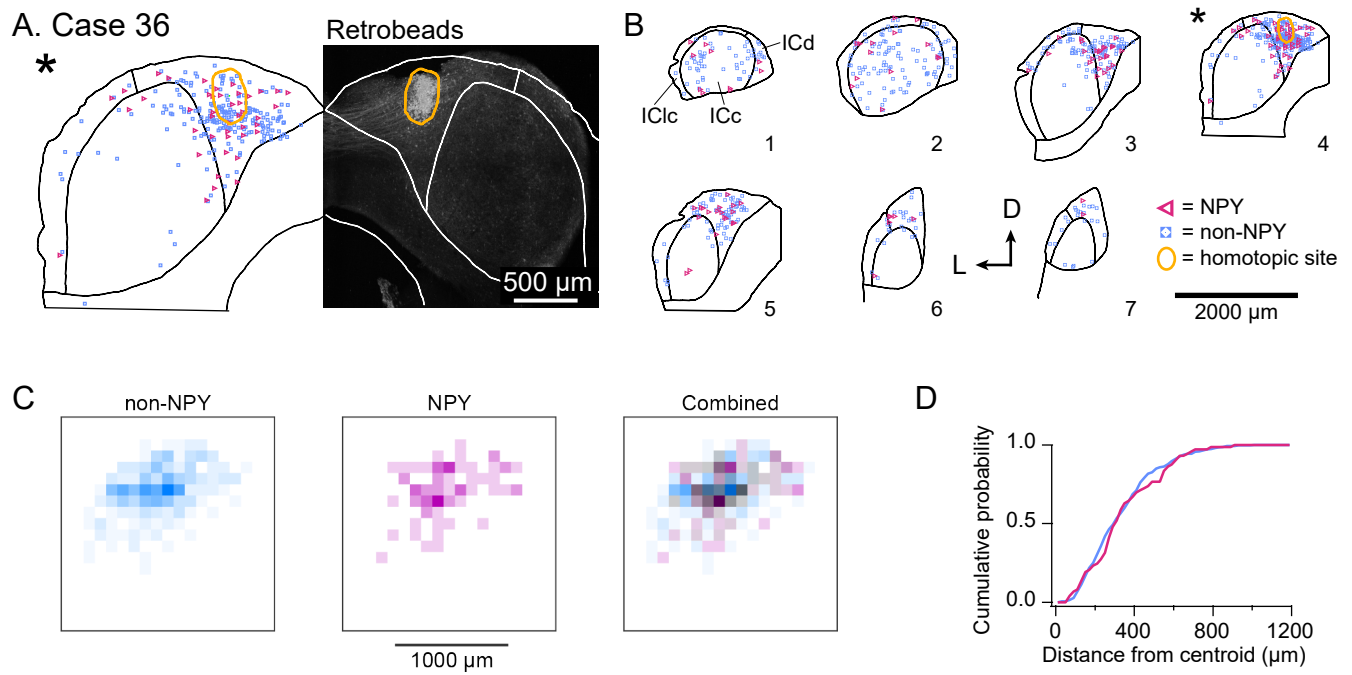 A. Case 36
Retrobeads
*
500 µm
B
*
ICd
IClc
ICc
1
2
3
4
5
6
7
D
L
= NPY
= non-NPY
= homotopic site
2000 µm
C
non-NPY
NPY
Combined
1000 µm
D
Cumulative probability
1.0
0.5
0.0
0
400
800
1200
Distance from centroid (µm)